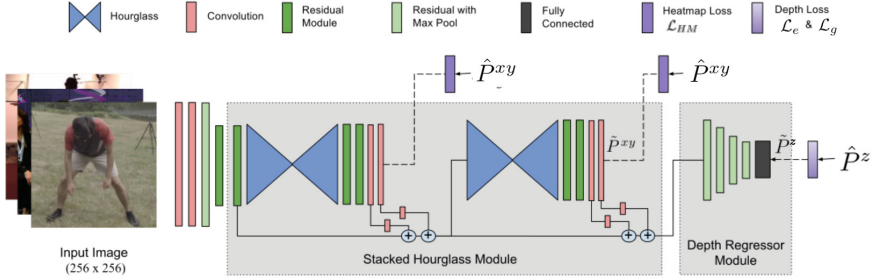 Hourglass
Convolution
Residual
Module
Residual with
Max Pool
Fully
Connected
Heatmap Loss
ℒ_HM
Depth Loss
ℒ_e & ℒ_g
P̂^xy
P̂^xy
P̃^xy
P̃^z
P̂^z
+
+
+
+
Input Image
(256 x 256)
Stacked Hourglass Module
Depth Regressor
Module